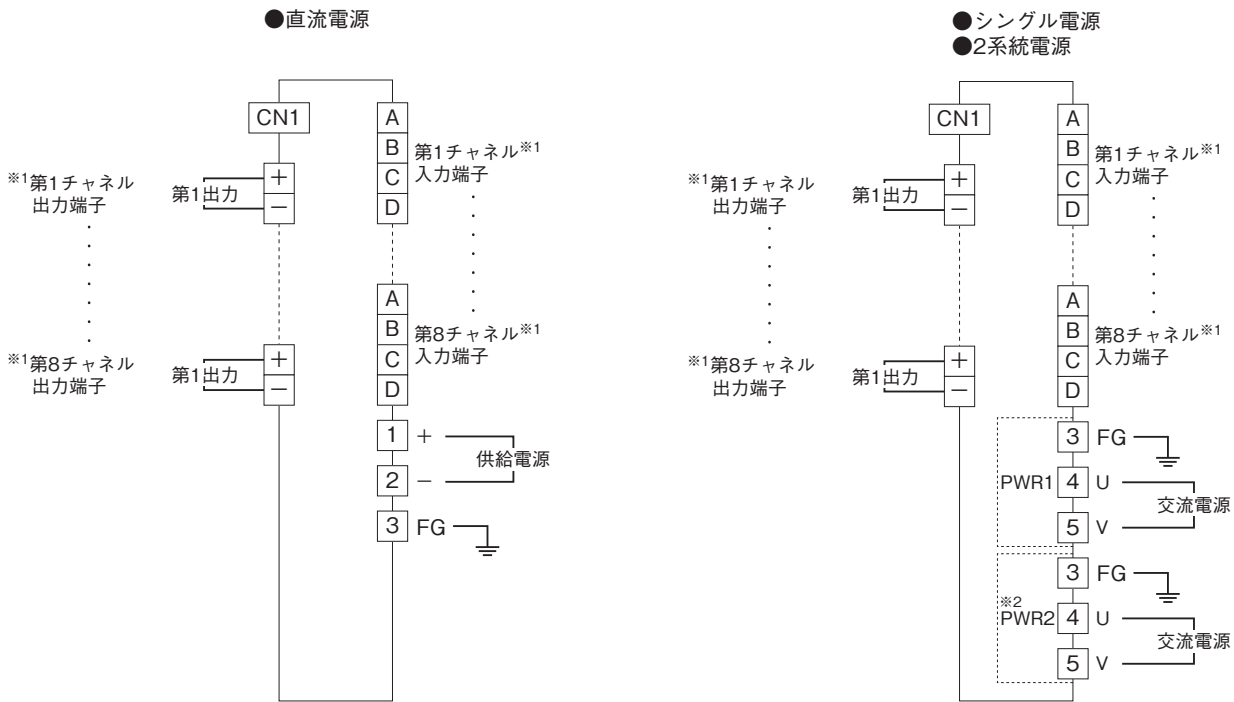 ●直流電源
CN1
A
B
C
D
第1チャネル※1
入力端子
※1第1チャネル
出力端子
第1出力
+
−
A
B
C
D
第8チャネル※1
入力端子
※1第8チャネル
出力端子
第1出力
+
−
1 +
2 −
供給電源
3 FG
●シングル電源
●2系統電源
CN1
A
B
C
D
第1チャネル※1
入力端子
※1第1チャネル
出力端子
第1出力
+
−
A
B
C
D
第8チャネル※1
入力端子
※1第8チャネル
出力端子
第1出力
+
−
PWR1
3 FG
4 U
5 V
交流電源
※2
PWR2
3 FG
4 U
5 V
交流電源